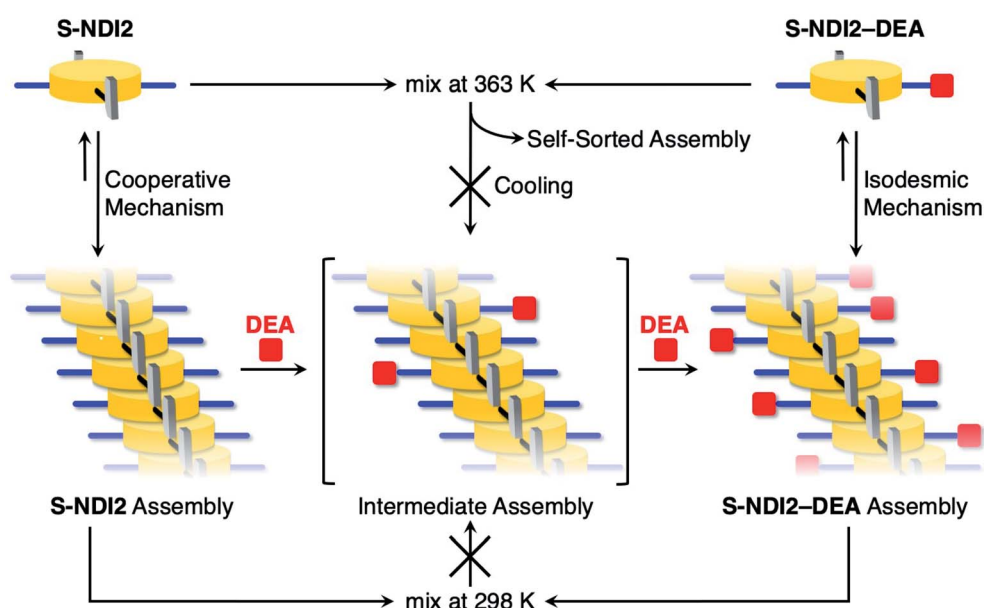 S-NDI2
S-NDI2–DEA
mix at 363 K
Self-Sorted Assembly
Cooperative
Mechanism
Cooling
Isodesmic
Mechanism
DEA
DEA
S-NDI2 Assembly
Intermediate Assembly
S-NDI2–DEA Assembly
mix at 298 K